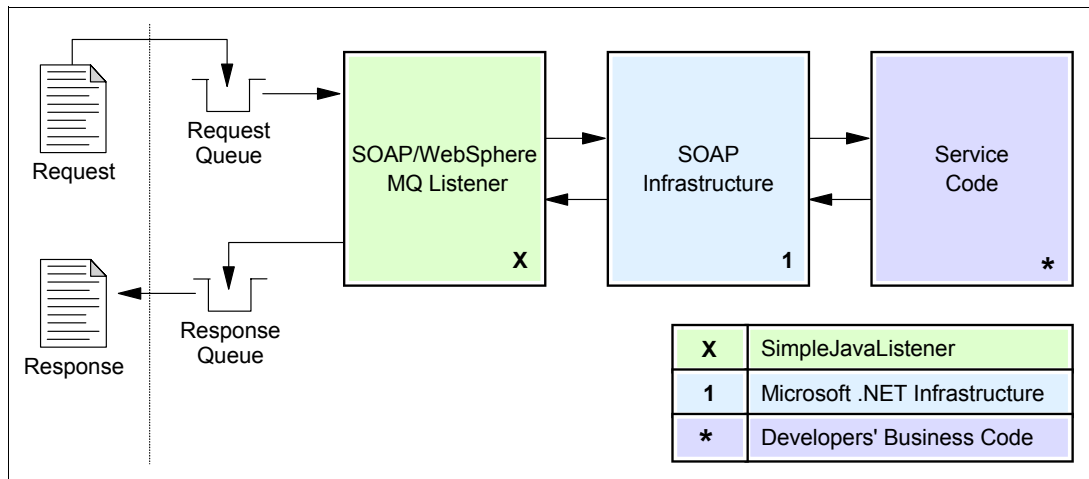 Request
Request
Queue
SOAP/WebSphere
MQ Listener
X
SOAP
Infrastructure
1
Service
Code
*
Response
Response
Queue
X SimpleJavaListener
1 Microsoft .NET Infrastructure
* Developers' Business Code